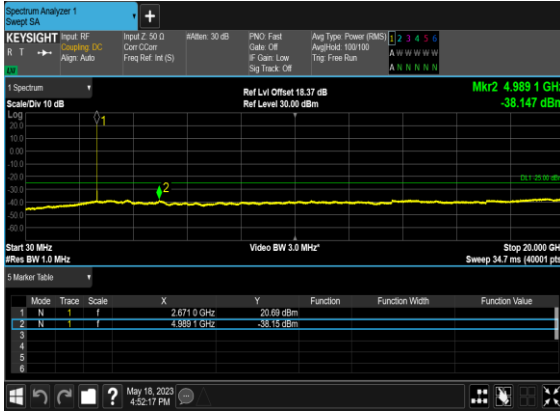 Spectrum Analyzer 1
Swept SA
+
KEYSIGHT
R T
Input: RF
Coupling: DC
Align: Auto
Input Z: 50 Ω
Corr CCorr
Freq Ref: Int (S)
#Atten: 30 dB
PNO: Fast
Gate: Off
IF Gain: Low
Sig Track: Off
Avg Type: Power (RMS)
Avg|Hold: 100/100
Trig: Free Run
1 2 3 4 5 6
A W W W W W
A N N N N N
1 Spectrum
Scale/Div 10 dB
Ref Lvl Offset 18.37 dB
Ref Level 30.00 dBm
Mkr2 4.989 1 GHz
-38.147 dBm
Log
20.0
10.0
0.00
-10.0
-20.0
-30.0
-40.0
-50.0
-60.0
1
2
DL1 -25.00 dBm
Start 30 MHz
#Res BW 1.0 MHz
Video BW 3.0 MHz*
Stop 20.000 GH
Sweep 34.7 ms (40001 pts
5 Marker Table
Mode Trace Scale X Y Function Function Width Function Value
1 N 1 f 2.671 0 GHz 20.69 dBm
2 N 1 f 4.989 1 GHz -38.15 dBm
3
4
5
6
?
May 18, 2023
4:52:17 PM